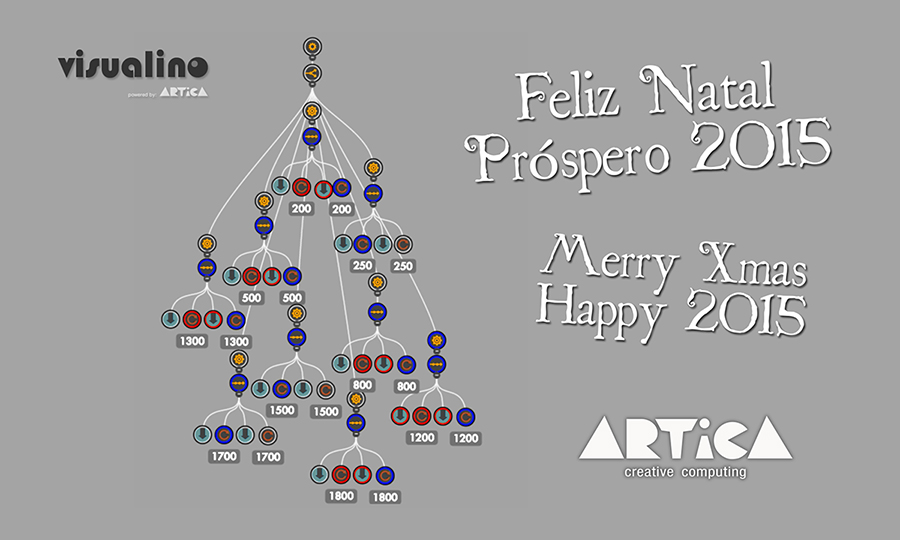 visualino
powered by: ARTiCA
Feliz Natal
Próspero 2015
Merry Xmas
Happy 2015
200 200
250 250
500 500
1300 1300
800 800
1500 1500
1200 1200
1700 1700
1800 1800
ARTiCA
creative computing